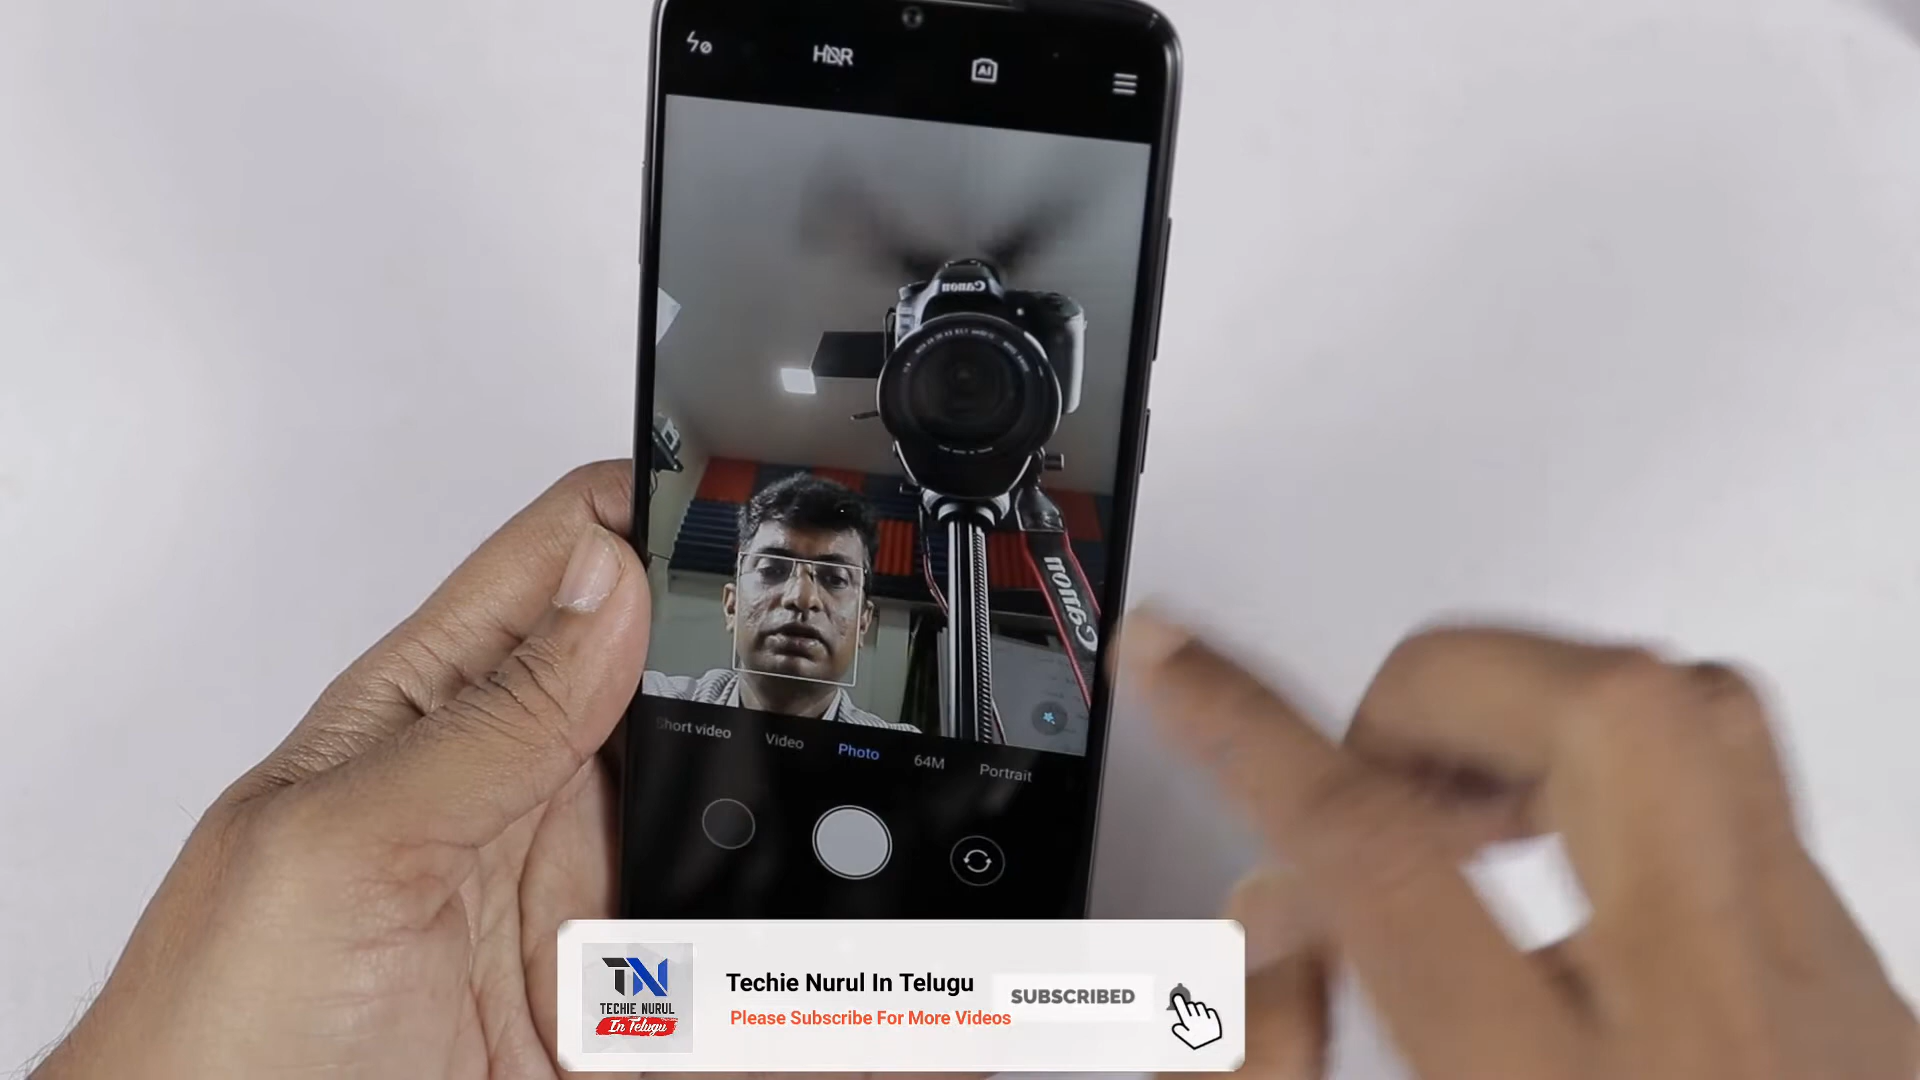 HDR
AI
Canon
Canon
Short video
Video
Photo
64M
Portrait
TN
TECHIE NURUL
In Telugu
Techie Nurul In Telugu
Please Subscribe For More Videos
SUBSCRIBED